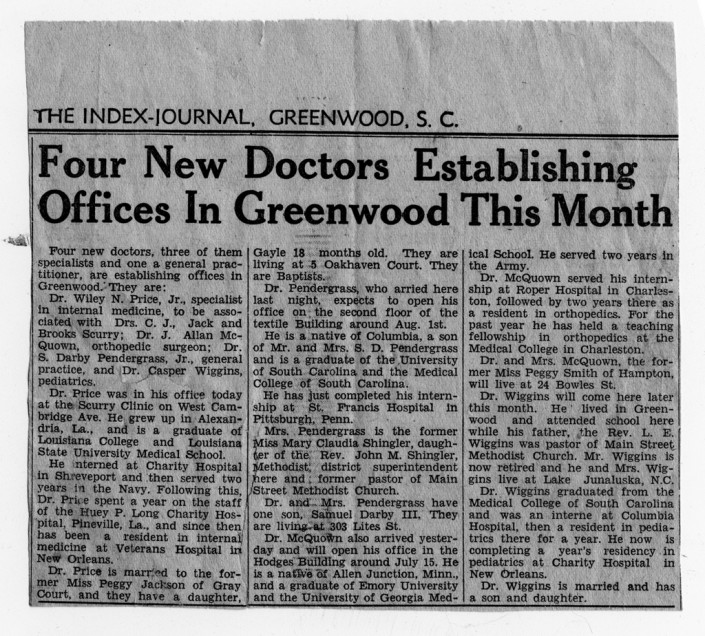 THE INDEX-JOURNAL, GREENWOOD, S. C.
Four New Doctors Establishing
Offices In Greenwood This Month
Four new doctors, three of them
specialists and one a general prac-
titioner, are establishing offices in
Greenwood. They are:
Dr. Wiley N. Price, Jr., specialist
in internal medicine, to be asso-
ciated with Drs. C. J., Jack and
Brooks Scurry; Dr. J. Allan Mc-
Quown, orthopedic surgeon; Dr.
S. Darby Pendergrass, Jr., general
practice, and Dr. Casper Wiggins,
pediatrics.
Dr. Price was in his office today
at the Scurry Clinic on West Cam-
bridge Ave. He grew up in Alexan-
dria, La., and is a graduate of
Louisiana College and Louisiana
State University Medical School.
He interned at Charity Hospital
in Shreveport and then served two
years in the Navy. Following this,
Dr. Price spent a year on the staff
of the Huey P. Long Charity Hos-
pital, Pineville, La., and since then
has been a resident in internal
medicine at Veterans Hospital in
New Orleans.
Dr. Price is married to the for-
mer Miss Peggy Jackson of Gray
Court, and they have a daughter,
Gayle 18 months old. They are
living at 5 Oakhaven Court. They
are Baptists.
Dr. Pendergrass, who arried here
last night, expects to open his
office on the second floor of the
textile Building around Aug. 1st.
He is a native of Columbia, a son
of Mr. and Mrs. S. D. Pendergrass
and is a graduate of the University
of South Carolina and the Medical
College of South Carolina.
He has just completed his intern-
ship at St. Francis Hospital in
Pittsburgh, Penn.
Mrs. Pendergrass is the former
Miss Mary Claudia Shingler, daugh-
ter of the Rev. John M. Shingler,
Methodist district superintendent
here and former pastor of Main
Street Methodist Church.
Dr. and Mrs. Pendergrass have
one son, Samuel Darby III. They
are living at 303 Lites St.
Dr. McQuown also arrived yester-
day and will open his office in the
Hodges Building around July 15. He
is a native of Allen Junction, Minn.,
and a graduate of Emory University
and the University of Georgia Med-
ical School. He served two years in
the Army.
Dr. McQuown served his intern-
ship at Roper Hospital in Charles-
ton, followed by two years there as
a resident in orthopedics. For the
past year he has held a teaching
fellowship in orthopedics at the
Medical College in Charleston.
Dr. and Mrs. McQuown, the for-
mer Miss Peggy Smith of Hampton,
will live at 24 Bowles St.
Dr. Wiggins will come here later
this month. He lived in Green-
wood and attended school here
while his father, the Rev. L. E.
Wiggins was pastor of Main Street
Methodist Church. Mr. Wiggins is
now retired and he and Mrs. Wig-
gins live at Lake Junaluska, N.C.
Dr. Wiggins graduated from the
Medical College of South Carolina
and was an interne at Columbia
Hospital, then a resident in pedia-
trics there for a year. He now is
completing a year's residency in
pediatrics at Charity Hospital in
New Orleans.
Dr. Wiggins is married and has
a son and daughter.